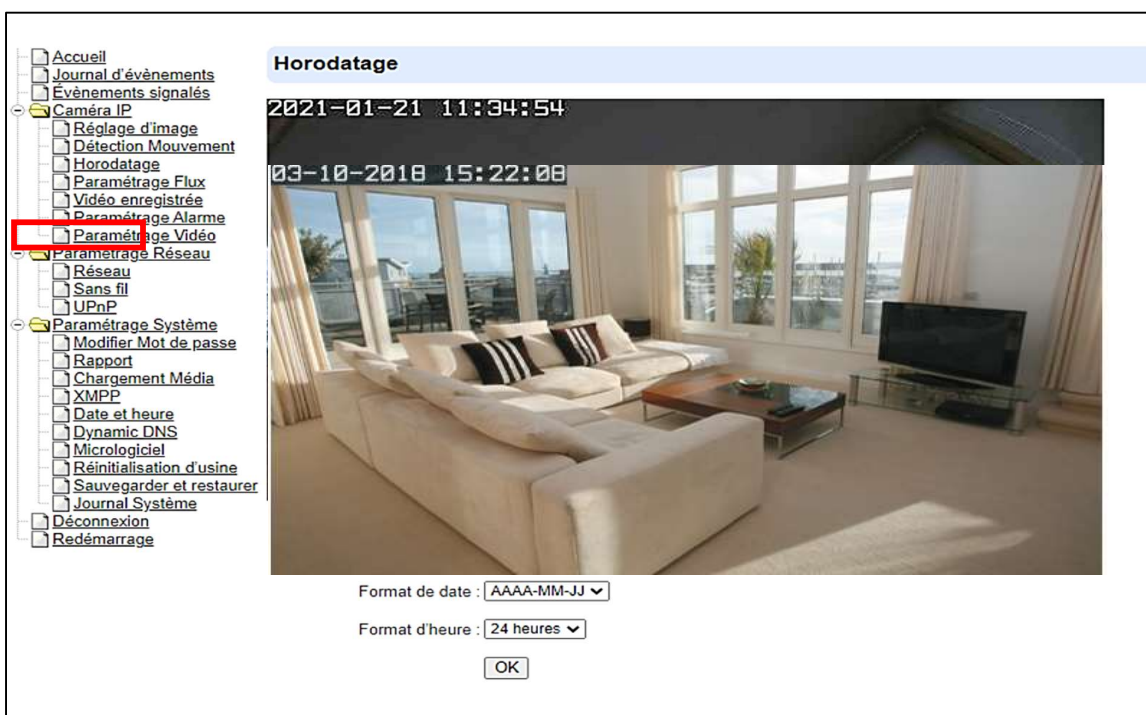 Accueil
Journal d'évènements
Évènements signalés
Caméra IP
Réglage d'image
Détection Mouvement
Horodatage
Paramétrage Flux
Vidéo enregistrée
Paramétrage Alarme
Paramétrage Vidéo
Paramétrage Réseau
Réseau
Sans fil
UPnP
Paramétrage Système
Modifier Mot de passe
Rapport
Chargement Média
XMPP
Date et heure
Dynamic DNS
Micrologiciel
Réinitialisation d'usine
Sauvegarder et restaurer
Journal Système
Déconnexion
Redémarrage
Horodatage
2021-01-21 11:34:54
03-10-2018 15:22:08
Format de date : AAAA-MM-JJ
Format d'heure : 24 heures
OK